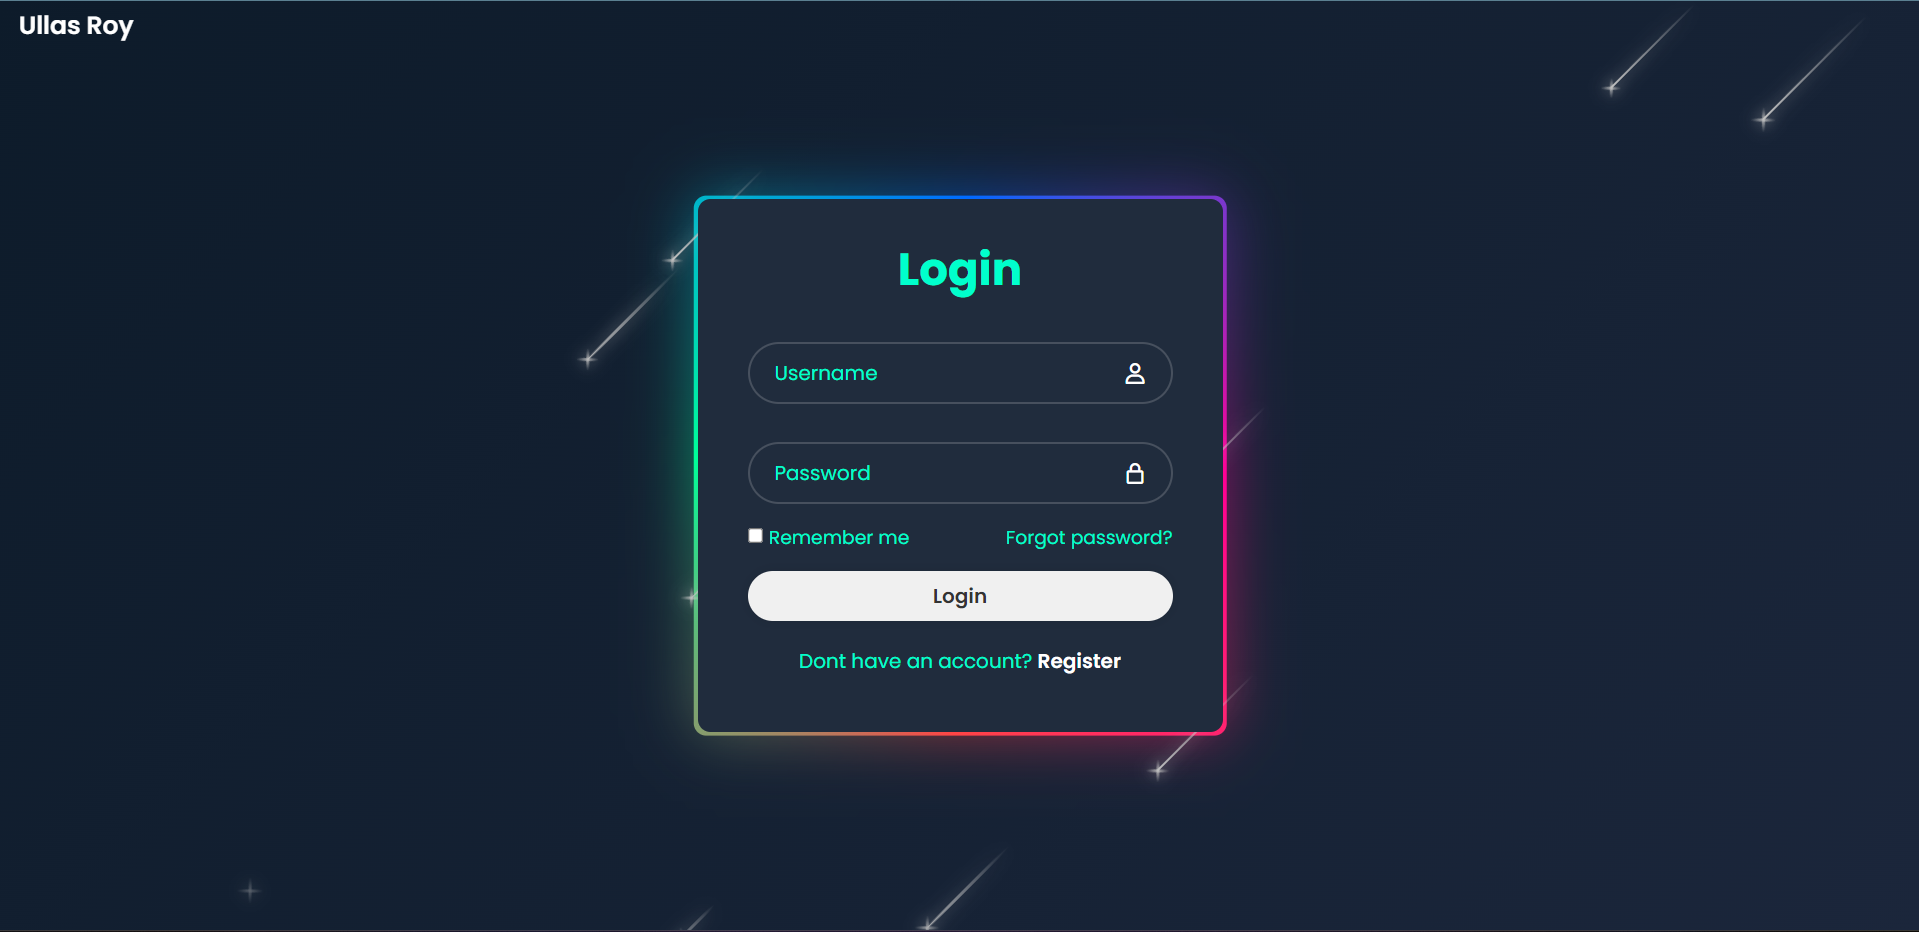 Ullas Roy
Login
Username
Password
Remember me
Forgot password?
Login
Dont have an account? Register